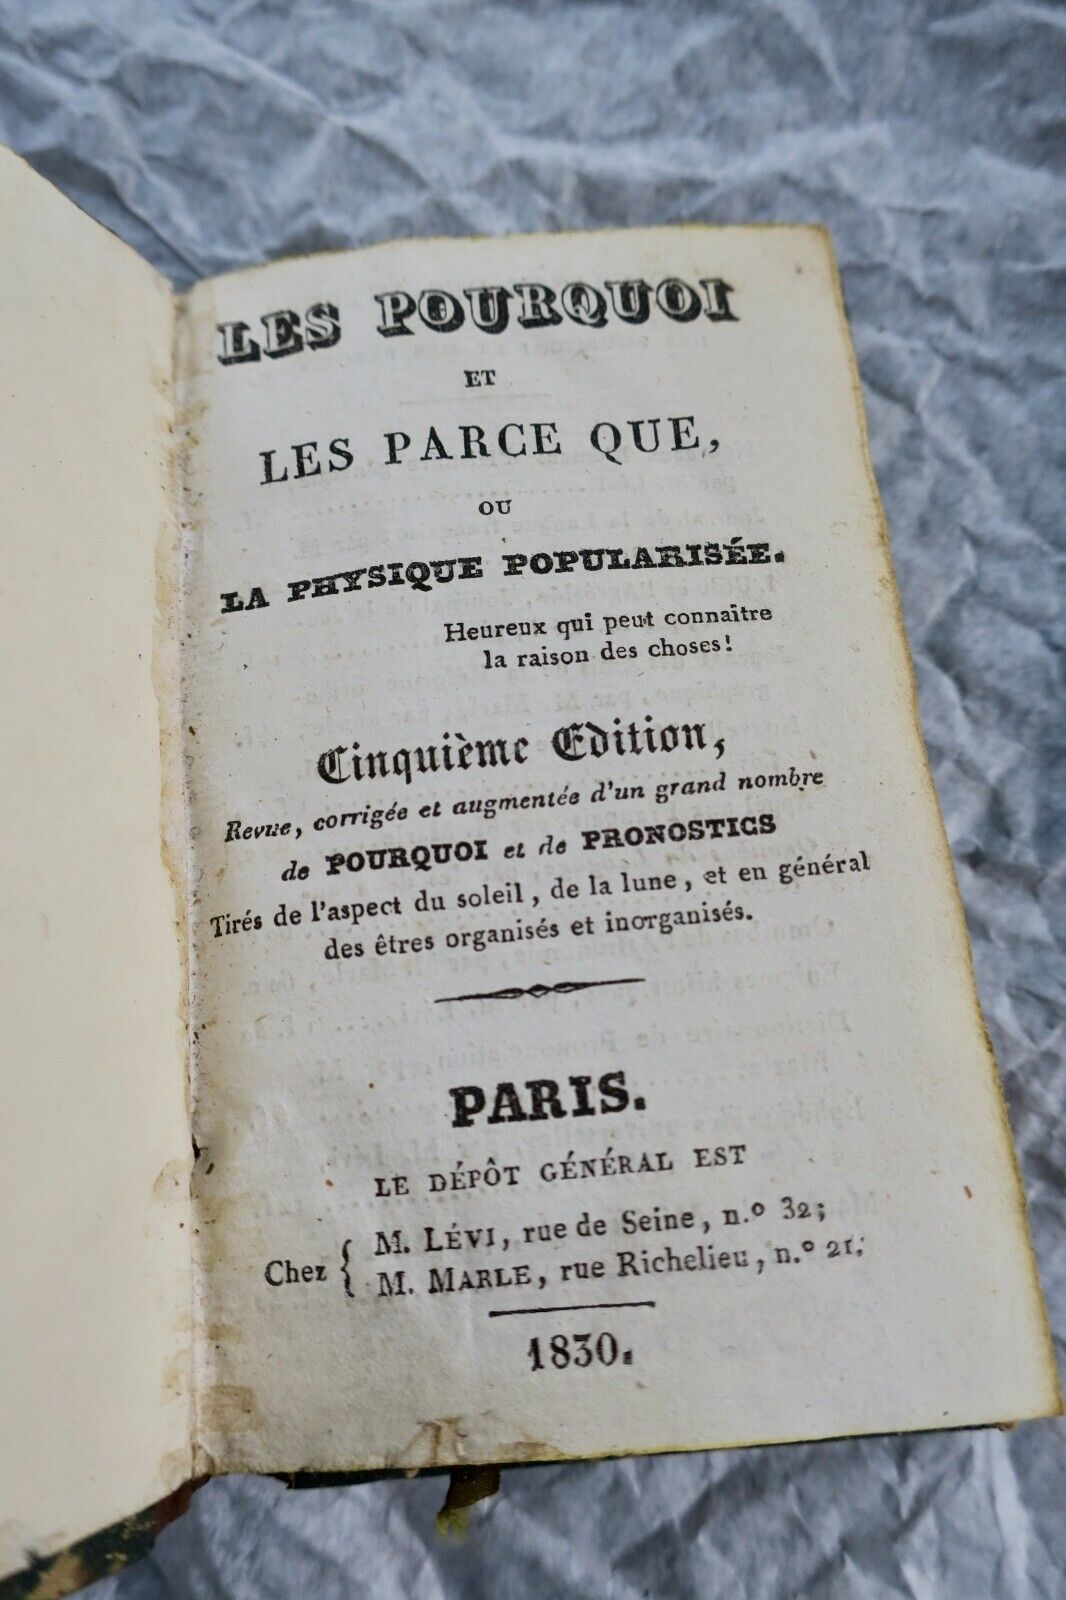 LES POURQUOI
ET
LES PARCE QUE,
OU
LA PHYSIQUE POPULARISÉE.
Heureux qui peut connaître
la raison des choses!
Cinquième Edition,
Revue, corrigée et augmentée d'un grand nombre
de POURQUOI et de PRONOSTICS
Tirés de l'aspect du soleil, de la lune, et en général
des êtres organisés et inorganisés.
PARIS.
LE DÉPÔT GÉNÉRAL EST
Chez { M. LÉVI, rue de Seine, n.º 32;
M. MARLE, rue Richelieu, n.º 21.
1830.